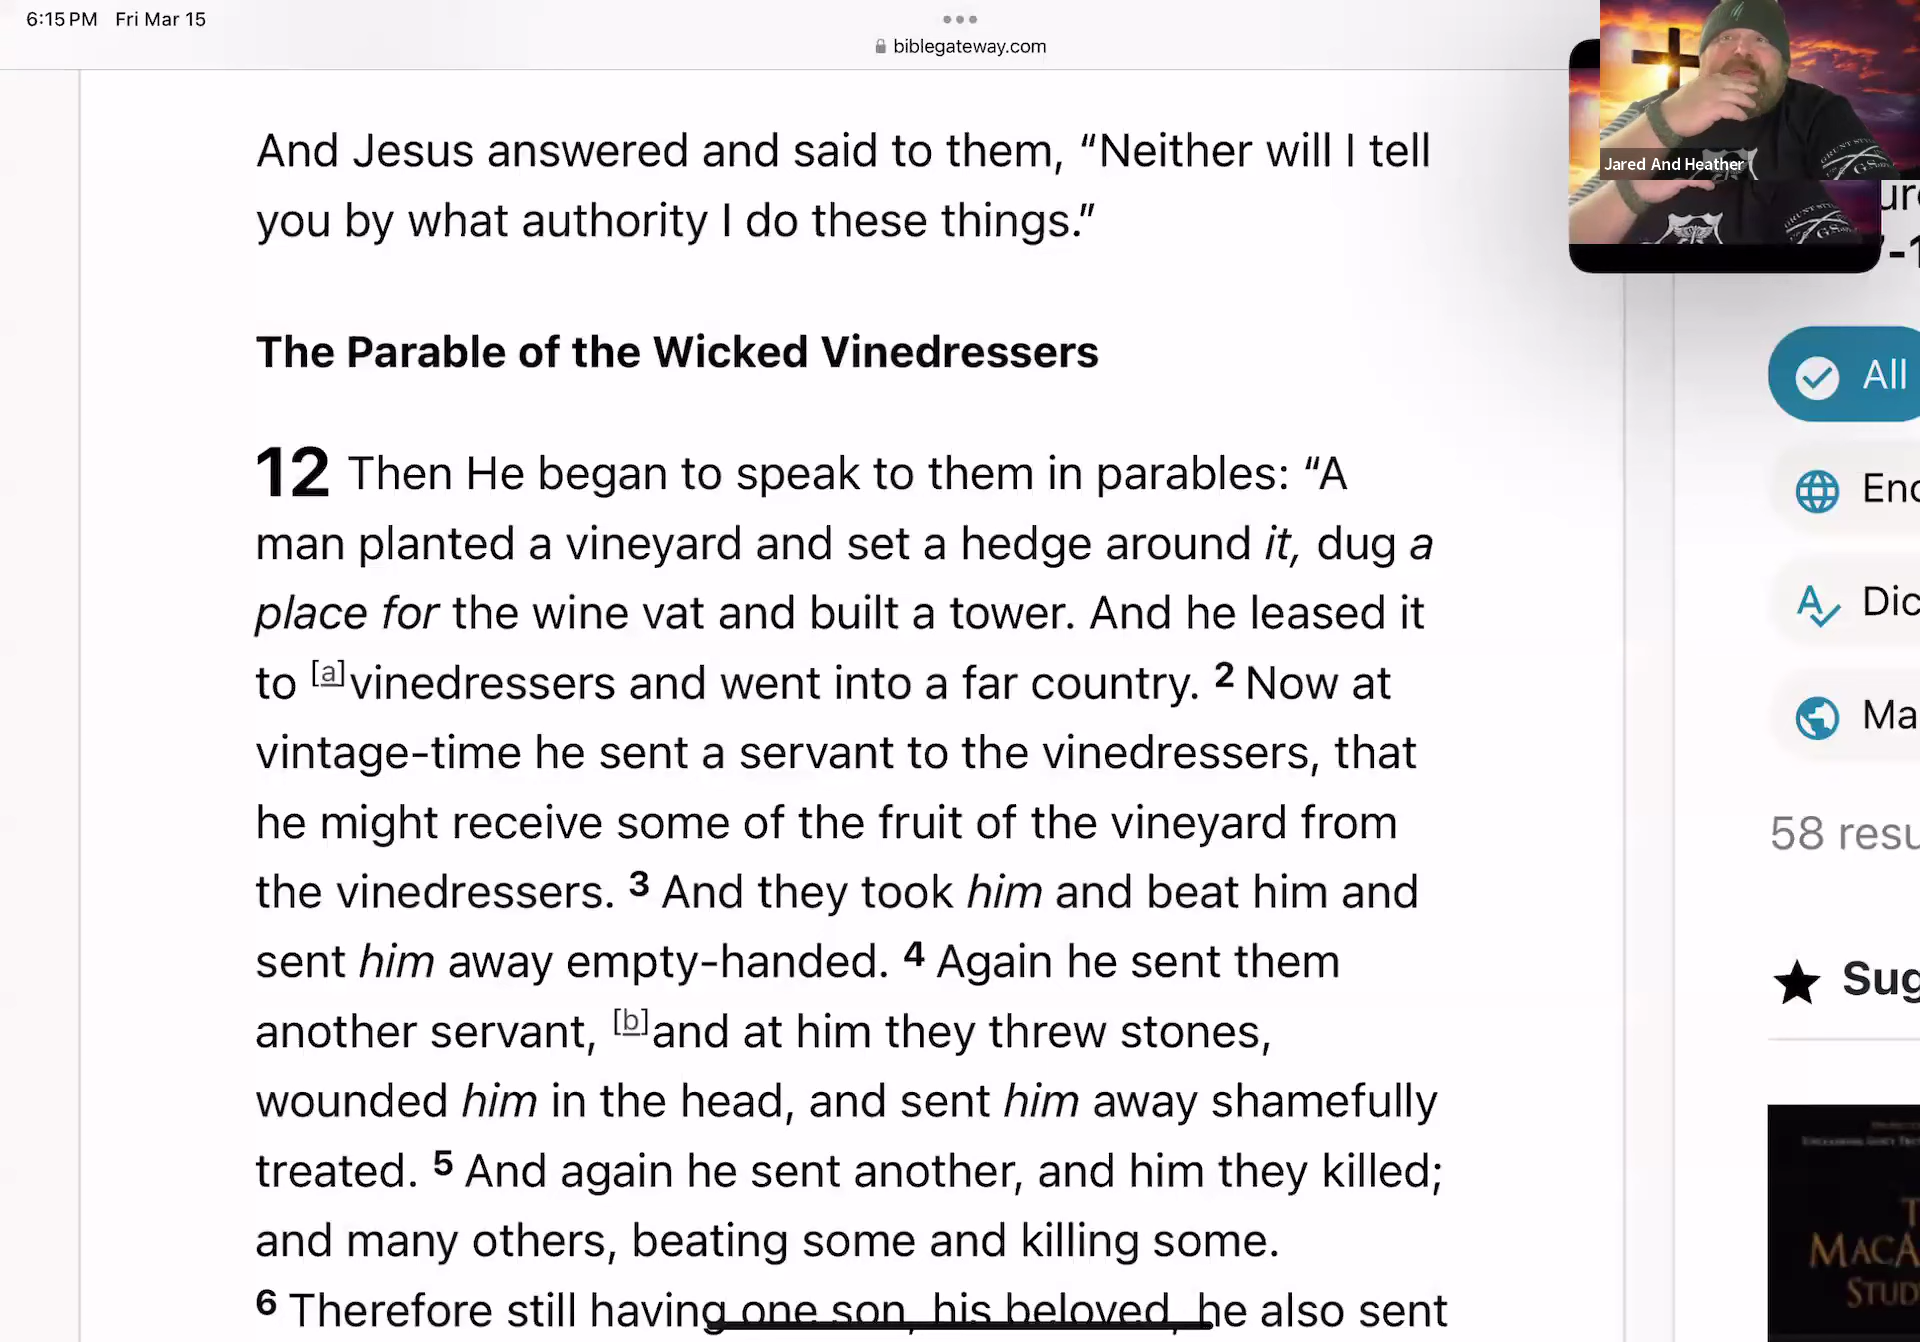 6:15 PM Fri Mar 15
biblegateway.com
And Jesus answered and said to them, “Neither will I tell
you by what authority I do these things.”
The Parable of the Wicked Vinedressers
12 Then He began to speak to them in parables: “A
man planted a vineyard and set a hedge around it, dug a
place for the wine vat and built a tower. And he leased it
to [a]vinedressers and went into a far country. 2 Now at
vintage-time he sent a servant to the vinedressers, that
he might receive some of the fruit of the vineyard from
the vinedressers. 3 And they took him and beat him and
sent him away empty-handed. 4 Again he sent them
another servant, [b]and at him they threw stones,
wounded him in the head, and sent him away shamefully
treated. 5 And again he sent another, and him they killed;
and many others, beating some and killing some.
6 Therefore still having one son, his beloved, he also sent
Jared And Heather
All
58